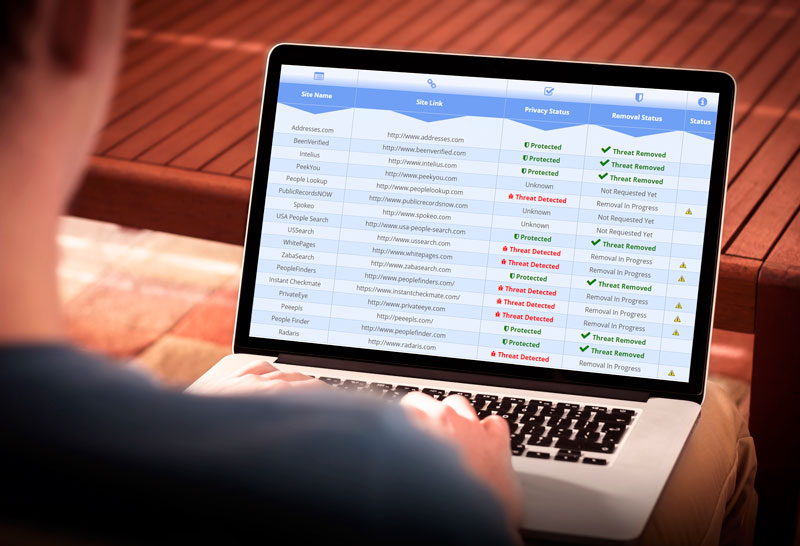 Site Name Site Link Privacy Status Removal Status Status
Addresses.com http://www.addresses.com Protected Threat Removed
BeenVerified http://www.beenverified.com Protected Threat Removed
Intelius http://www.intelius.com Protected Threat Removed
PeekYou http://www.peekyou.com Unknown Not Requested Yet
People Lookup http://www.peoplelookup.com Threat Detected Removal In Progress
PublicRecordsNOW http://www.publicrecordsnow.com Unknown Not Requested Yet
Spokeo http://www.spokeo.com Unknown Not Requested Yet
USA People Search http://www.usa-people-search.com Protected Threat Removed
USSearch http://www.ussearch.com Threat Detected Removal In Progress
WhitePages http://www.whitepages.com Threat Detected Removal In Progress
ZabaSearch http://www.zabasearch.com Protected Threat Removed
PeopleFinders http://www.peoplefinders.com/ Threat Detected Removal In Progress
Instant Checkmate https://www.instantcheckmate.com/ Threat Detected Removal In Progress
PrivateEye http://www.privateeye.com Threat Detected Removal In Progress
Peeepls http://peeepls.com/ Protected Threat Removed
People Finder http://www.peoplefinder.com Protected Threat Removed
Radaris http://www.radaris.com Threat Detected Removal In Progress